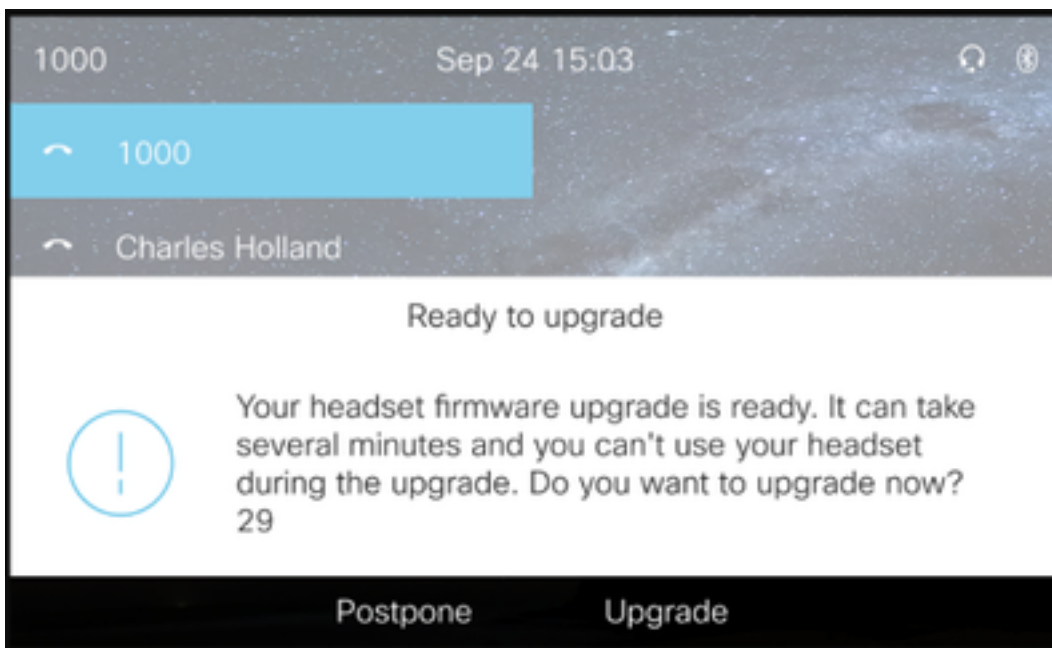 1000
Sep 24 15:03
1000
Charles Holland
Ready to upgrade
Your headset firmware upgrade is ready. It can take
several minutes and you can't use your headset
during the upgrade. Do you want to upgrade now?
29
Postpone
Upgrade